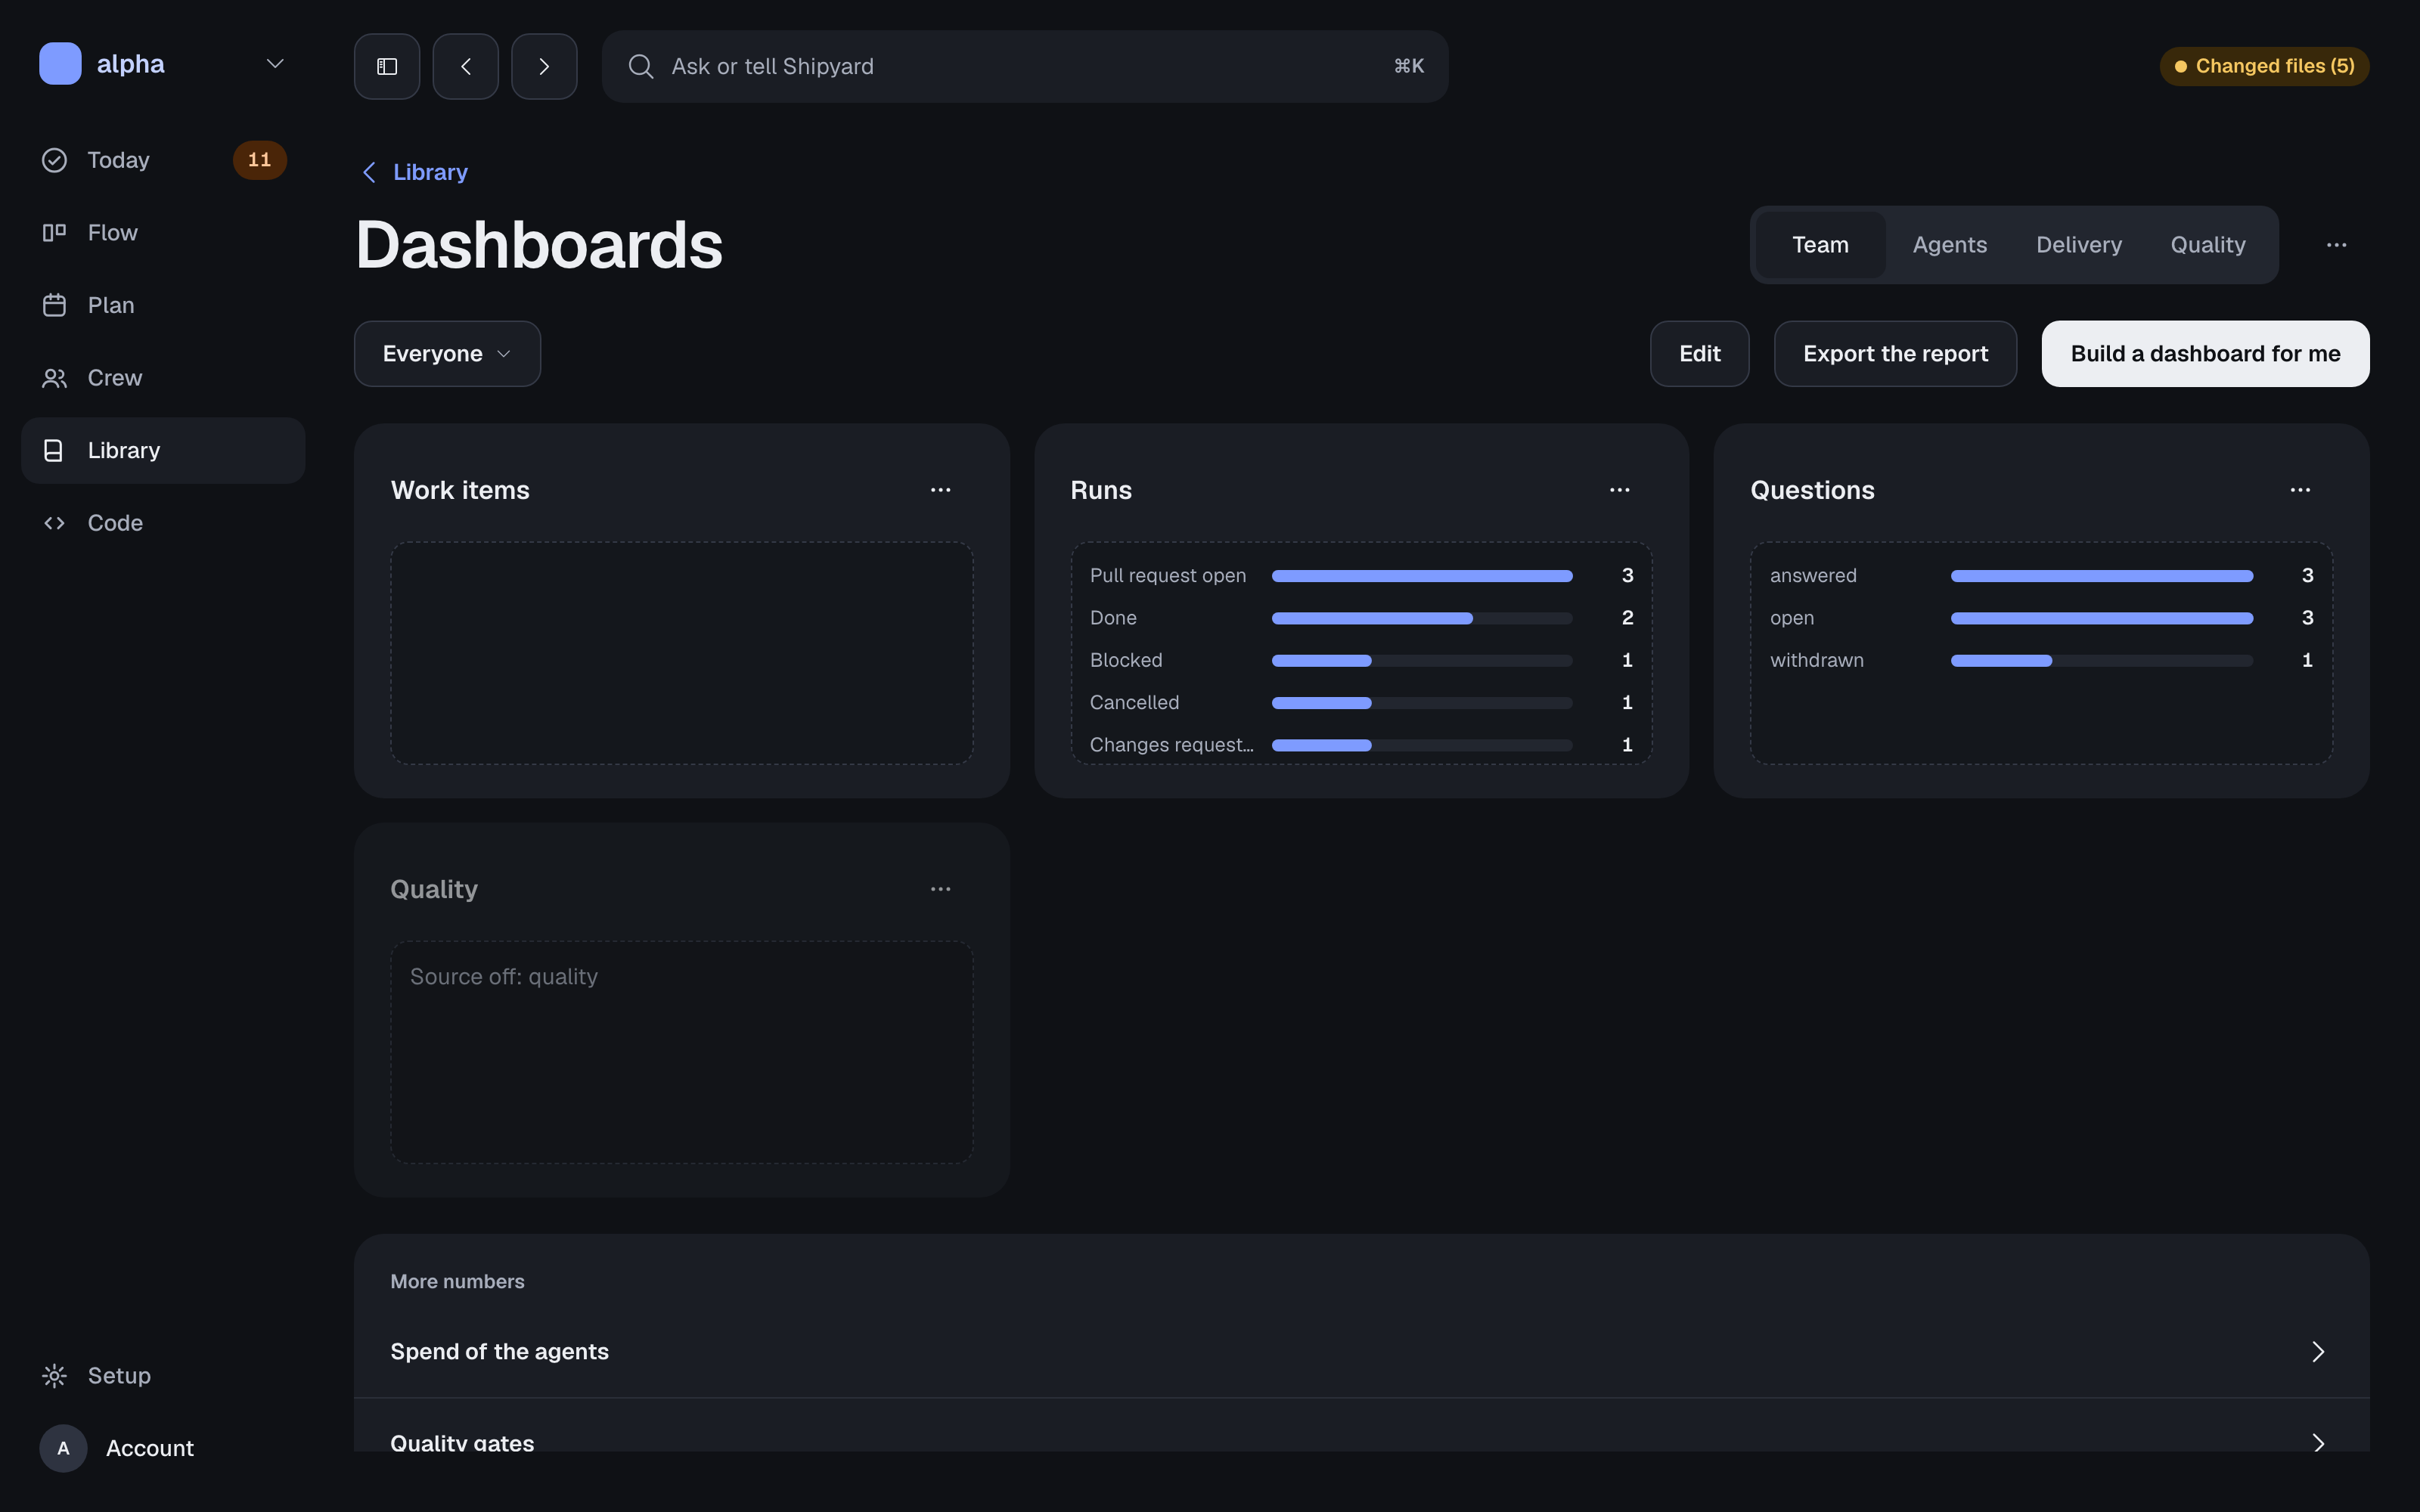 alpha
Ask or tell Shipyard
⌘K
Changed files (5)
Today
11
Flow
Plan
Crew
Library
Code
Setup
A
Account
Library
Dashboards
Team
Agents
Delivery
Quality
Everyone
Edit
Export the report
Build a dashboard for me
Work items
Runs
Pull request open 3
Done 2
Blocked 1
Cancelled 1
Changes request... 1
Questions
answered 3
open 3
withdrawn 1
Quality
Source off: quality
More numbers
Spend of the agents
Quality gates